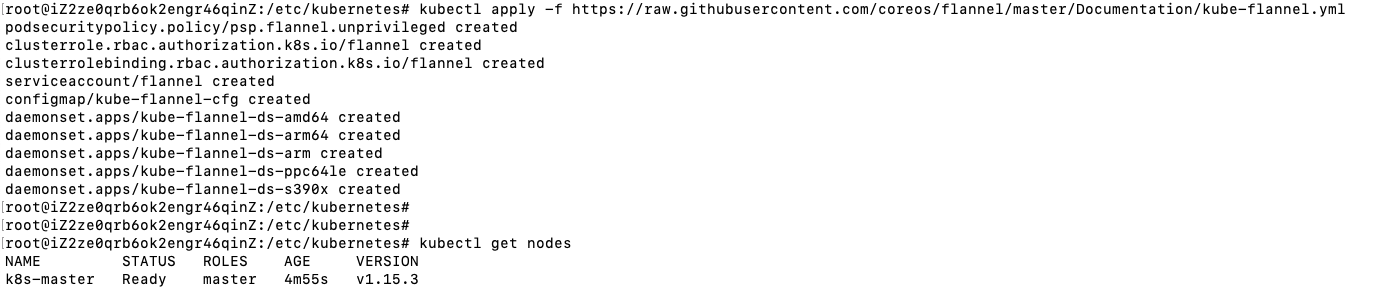 [root@iZ2ze0qrb6ok2engr46qinZ:/etc/kubernetes# kubectl apply -f https://raw.githubusercontent.com/coreos/flannel/master/Documentation/kube-flannel.yml
podsecuritypolicy.policy/psp.flannel.unprivileged created
clusterrole.rbac.authorization.k8s.io/flannel created
clusterrolebinding.rbac.authorization.k8s.io/flannel created
serviceaccount/flannel created
configmap/kube-flannel-cfg created
daemonset.apps/kube-flannel-ds-amd64 created
daemonset.apps/kube-flannel-ds-arm64 created
daemonset.apps/kube-flannel-ds-arm created
daemonset.apps/kube-flannel-ds-ppc64le created
daemonset.apps/kube-flannel-ds-s390x created
[root@iZ2ze0qrb6ok2engr46qinZ:/etc/kubernetes#
[root@iZ2ze0qrb6ok2engr46qinZ:/etc/kubernetes#
[root@iZ2ze0qrb6ok2engr46qinZ:/etc/kubernetes# kubectl get nodes
NAME         STATUS   ROLES    AGE     VERSION
k8s-master   Ready    master   4m55s   v1.15.3